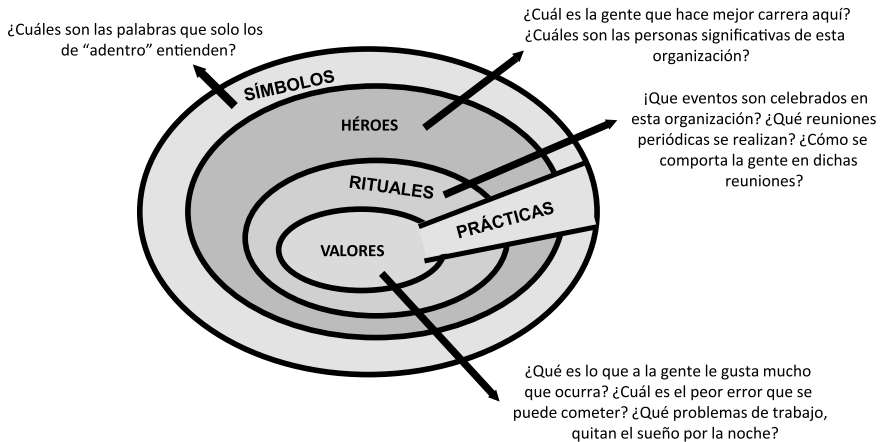 ¿Cuáles son las palabras que solo los
de “adentro” entienden?
¿Cuál es la gente que hace mejor carrera aquí?
¿Cuáles son las personas significativas de esta
organización?
SÍMBOLOS
HÉROES
¡Que eventos son celebrados en
esta organización? ¿Qué reuniones
periódicas se realizan? ¿Cómo se
comporta la gente en dichas
reuniones?
RITUALES
PRÁCTICAS
VALORES
¿Qué es lo que a la gente le gusta mucho
que ocurra? ¿Cuál es el peor error que se
puede cometer? ¿Qué problemas de trabajo,
quitan el sueño por la noche?